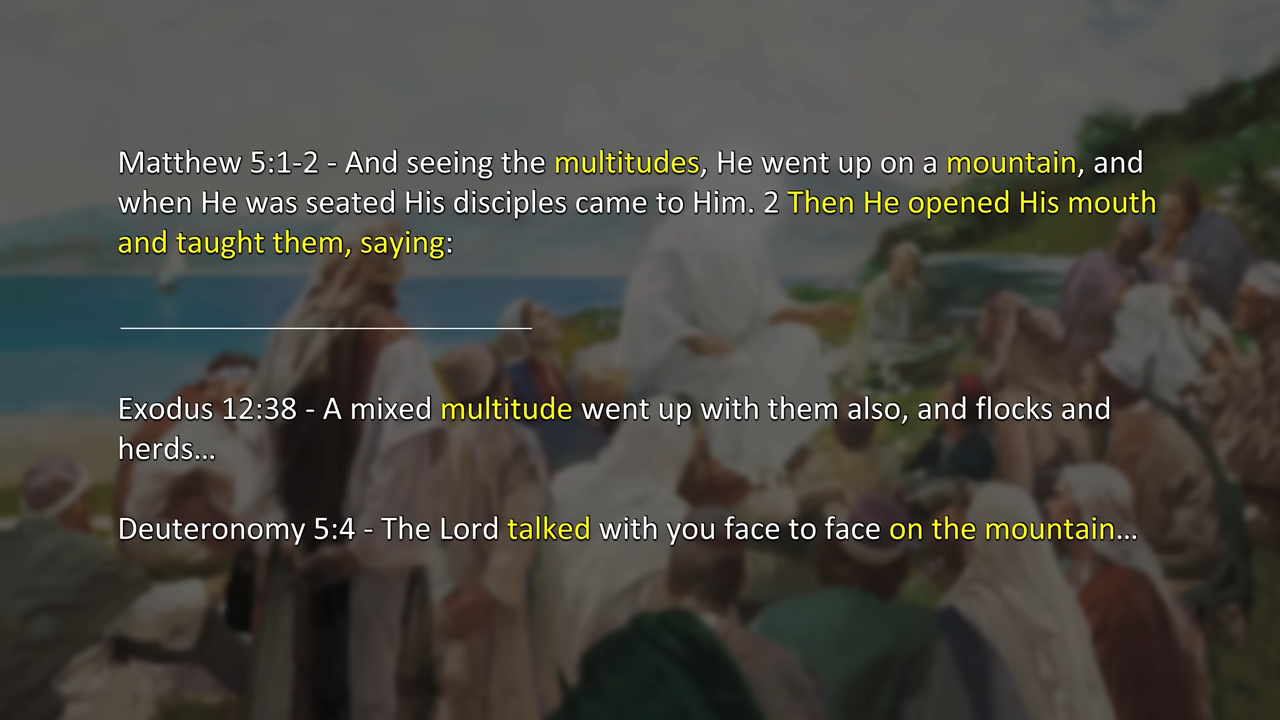 Matthew 5:1-2 - And seeing the multitudes, He went up on a mountain, and
when He was seated His disciples came to Him. 2 Then He opened His mouth
and taught them, saying:
Exodus 12:38 - A mixed multitude went up with them also, and flocks and
herds...
Deuteronomy 5:4 - The Lord talked with you face to face on the mountain...